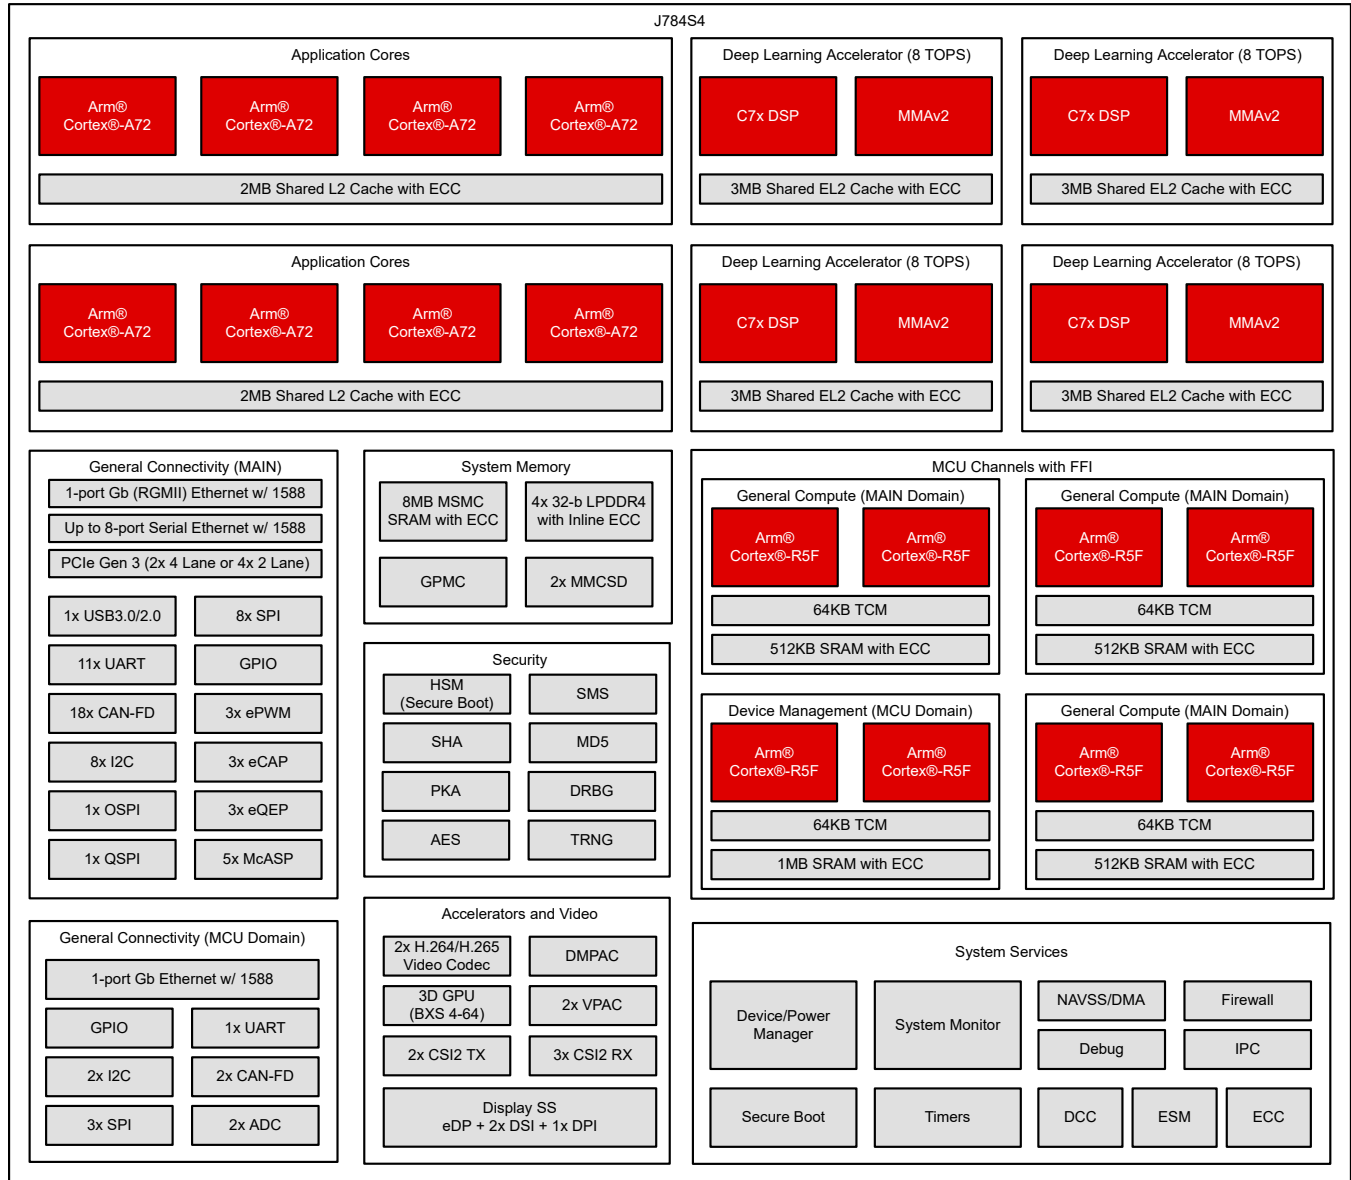 J784S4
Application Cores
Arm®
Cortex®-A72
Arm®
Cortex®-A72
Arm®
Cortex®-A72
Arm®
Cortex®-A72
2MB Shared L2 Cache with ECC
Deep Learning Accelerator (8 TOPS)
C7x DSP
MMAv2
3MB Shared EL2 Cache with ECC
Deep Learning Accelerator (8 TOPS)
C7x DSP
MMAv2
3MB Shared EL2 Cache with ECC
Application Cores
Arm®
Cortex®-A72
Arm®
Cortex®-A72
Arm®
Cortex®-A72
Arm®
Cortex®-A72
2MB Shared L2 Cache with ECC
Deep Learning Accelerator (8 TOPS)
C7x DSP
MMAv2
3MB Shared EL2 Cache with ECC
Deep Learning Accelerator (8 TOPS)
C7x DSP
MMAv2
3MB Shared EL2 Cache with ECC
General Connectivity (MAIN)
1-port Gb (RGMII) Ethernet w/ 1588
Up to 8-port Serial Ethernet w/ 1588
PCIe Gen 3 (2x 4 Lane or 4x 2 Lane)
1x USB3.0/2.0
8x SPI
11x UART
GPIO
18x CAN-FD
3x ePWM
8x I2C
3x eCAP
1x OSPI
3x eQEP
1x QSPI
5x McASP
General Connectivity (MCU Domain)
1-port Gb Ethernet w/ 1588
GPIO
1x UART
2x I2C
2x CAN-FD
3x SPI
2x ADC
System Memory
8MB MSMC
SRAM with ECC
4x 32-b LPDDR4
with Inline ECC
GPMC
2x MMCSD
Security
HSM
(Secure Boot)
SMS
SHA
MD5
PKA
DRBG
AES
TRNG
Accelerators and Video
2x H.264/H.265
Video Codec
DMPAC
3D GPU
(BXS 4-64)
2x VPAC
2x CSI2 TX
3x CSI2 RX
Display SS
eDP + 2x DSI + 1x DPI
MCU Channels with FFI
General Compute (MAIN Domain)
Arm®
Cortex®-R5F
Arm®
Cortex®-R5F
64KB TCM
512KB SRAM with ECC
General Compute (MAIN Domain)
Arm®
Cortex®-R5F
Arm®
Cortex®-R5F
64KB TCM
512KB SRAM with ECC
Device Management (MCU Domain)
Arm®
Cortex®-R5F
Arm®
Cortex®-R5F
64KB TCM
1MB SRAM with ECC
General Compute (MAIN Domain)
Arm®
Cortex®-R5F
Arm®
Cortex®-R5F
64KB TCM
512KB SRAM with ECC
System Services
Device/Power
Manager
System Monitor
NAVSS/DMA
Firewall
Debug
IPC
Secure Boot
Timers
DCC
ESM
ECC